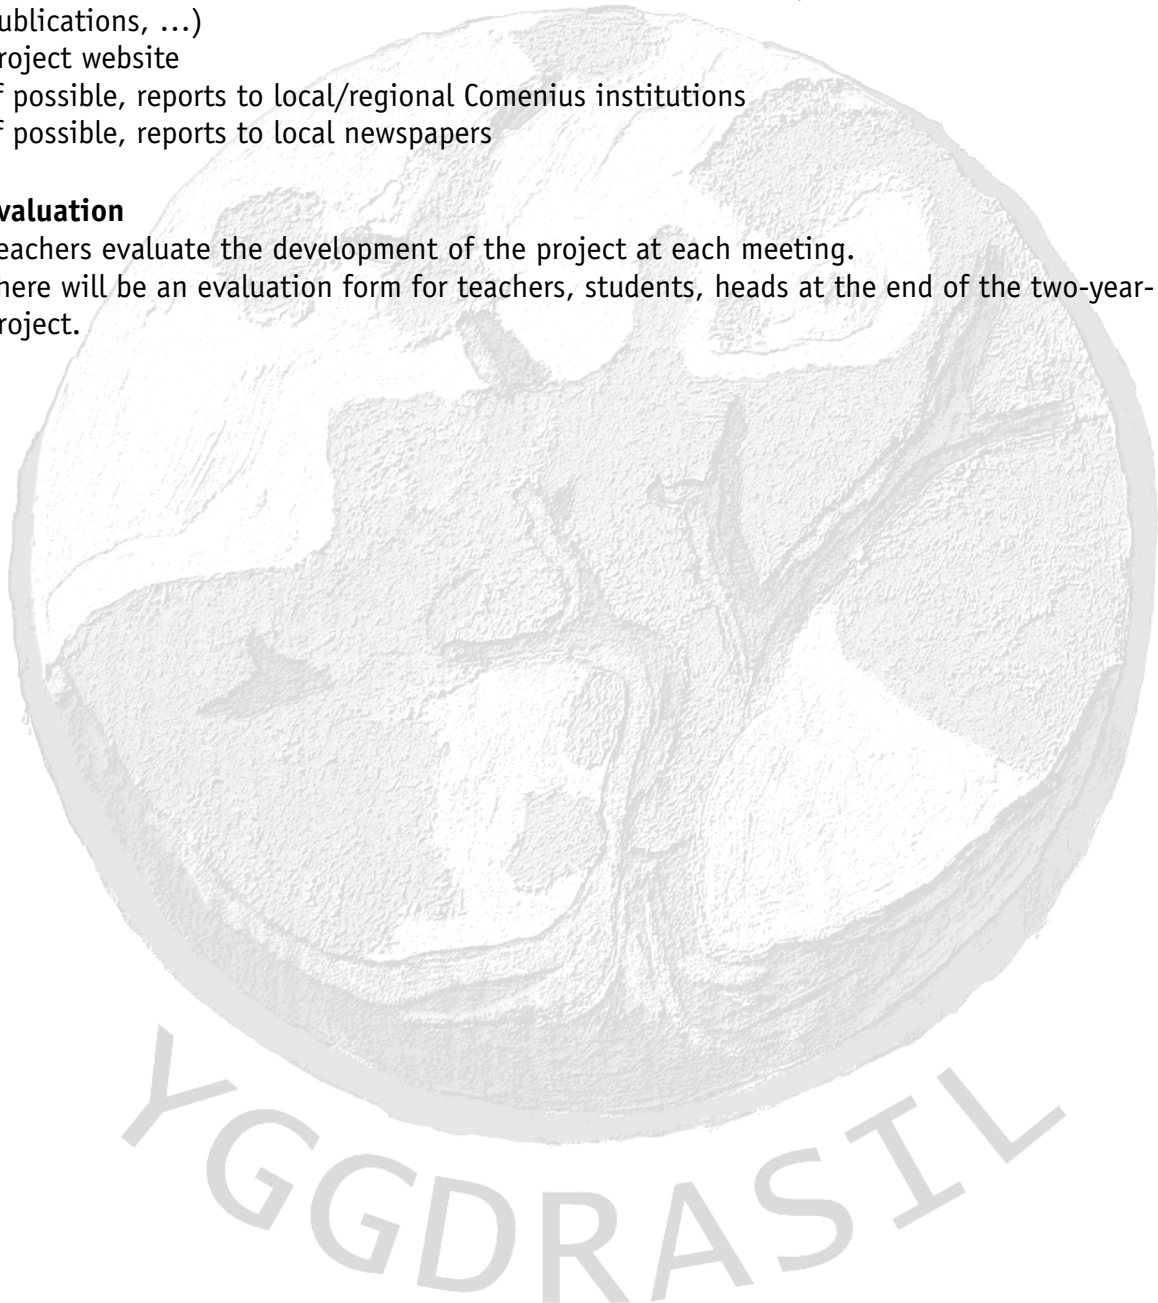 ublications, ...)
roject website
f possible, reports to local/regional Comenius institutions
f possible, reports to local newspapers
valuation
eachers evaluate the development of the project at each meeting.
here will be an evaluation form for teachers, students, heads at the end of the two-year-
roject.
YGGDRASIL